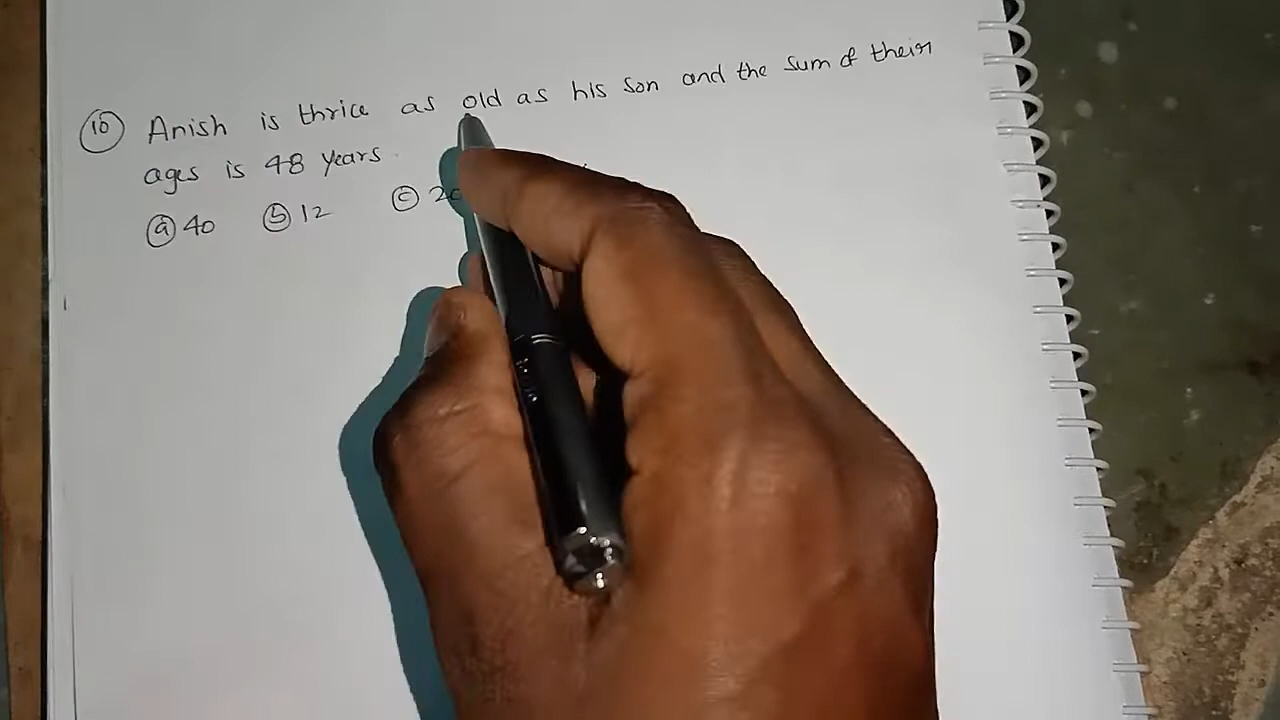 10 Anish is thrice as old as his son and the sum of their
ages is 48 years.
a 40 b 12 c